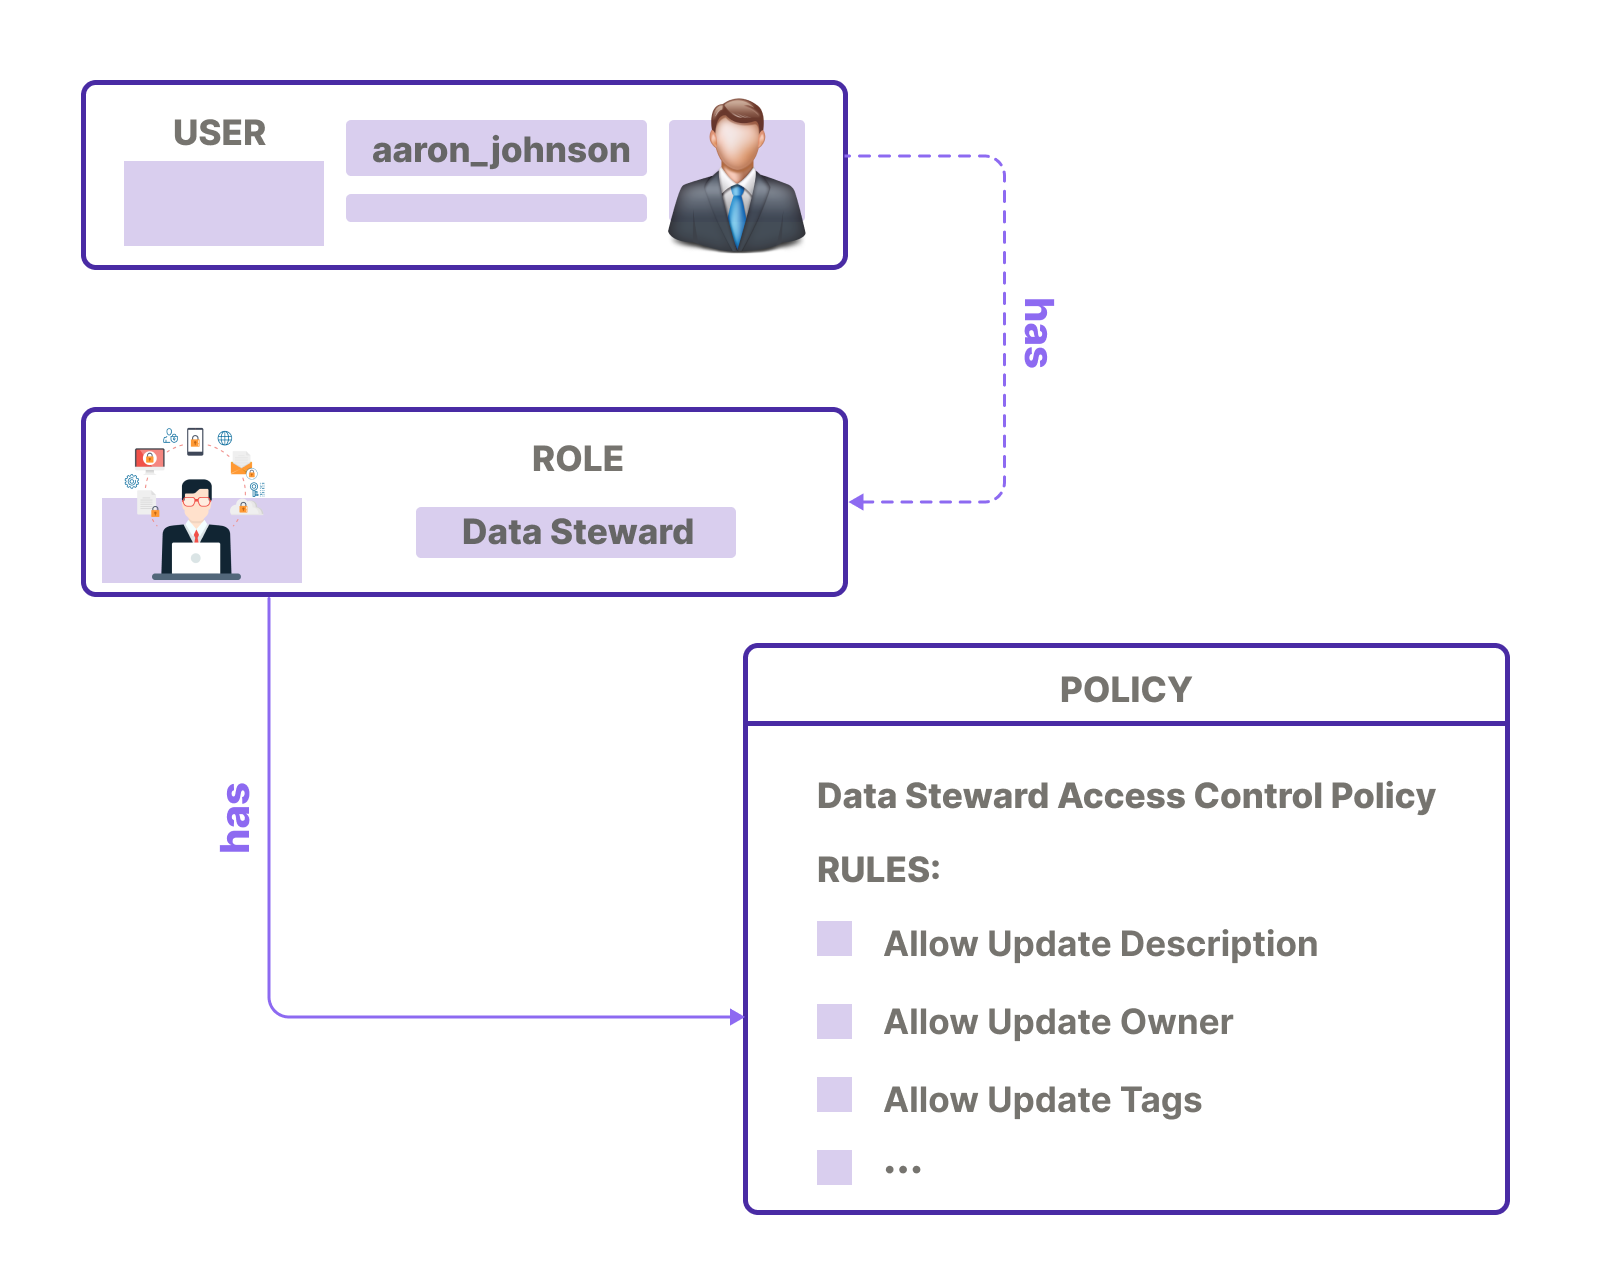 USER
aaron_johnson
has
ROLE
Data Steward
has
POLICY
Data Steward Access Control Policy
RULES:
Allow Update Description
Allow Update Owner
Allow Update Tags
...